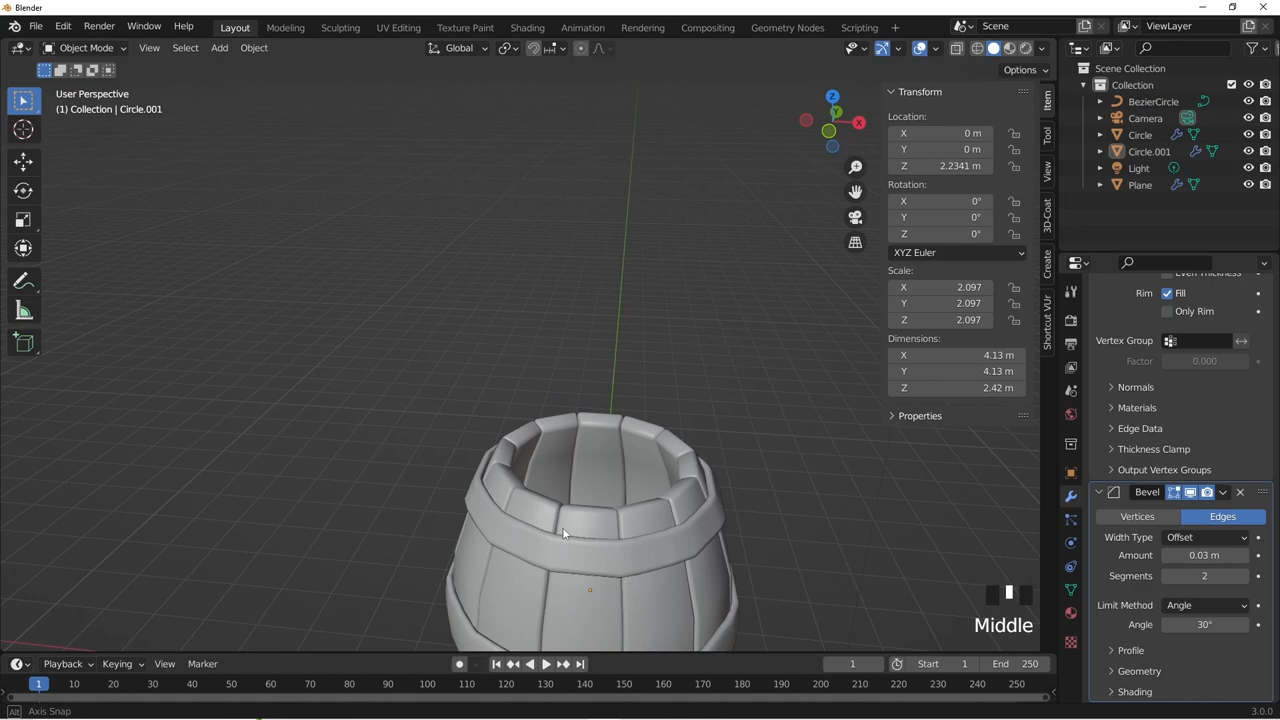 Blender
File Edit Render Window Help Layout Modeling Sculpting UV Editing Texture Paint Shading Animation Rendering Compositing Geometry Nodes Scripting + Scene ViewLayer
Object Mode View Select Add Object Global
Options
User Perspective
(1) Collection | Circle.001
Z
Y
X
Transform
Location:
X 0 m
Y 0 m
Z 2.2341 m
Rotation:
X 0°
Y 0°
Z 0°
XYZ Euler
Scale:
X 2.097
Y 2.097
Z 2.097
Dimensions:
X 4.13 m
Y 4.13 m
Z 2.42 m
Properties
Item
Tool
View
3D-Coat
Create
Shortcut VUr
Scene Collection
Collection
BezierCircle
Camera
Circle
Circle.001
Light
Plane
Even Thickness
Rim Fill
Only Rim
Vertex Group
Factor 0.000
Normals
Materials
Edge Data
Thickness Clamp
Output Vertex Groups
Bevel
Vertices Edges
Width Type Offset
Amount 0.03 m
Segments 2
Limit Method Angle
Angle 30°
Profile
Geometry
Shading
Middle
Playback Keying View Marker 1 Start 1 End 250
1 10 20 30 40 50 60 70 80 90 100 110 120 130 140 150 160 170 180 190 200 210 220 230 240 250
Alt Axis Snap 3.0.0